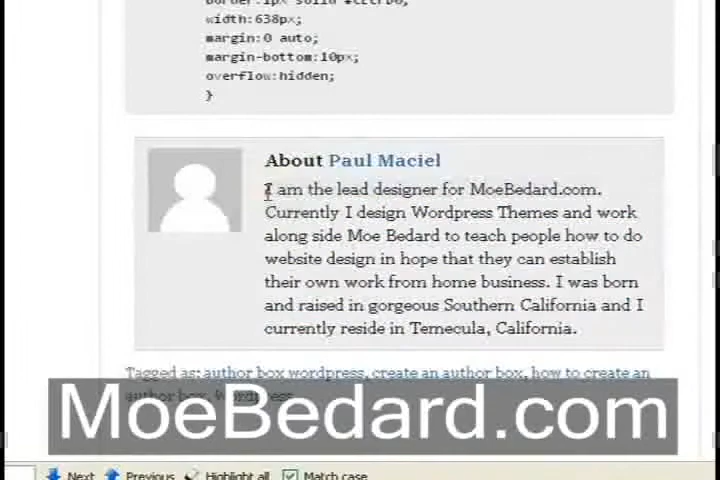 width:638px;
margin:0 auto;
margin-bottom:10px;
overflow:hidden;
}
About Paul Maciel
I am the lead designer for MoeBedard.com.
Currently I design Wordpress Themes and work
along side Moe Bedard to teach people how to do
website design in hope that they can establish
their own work from home business. I was born
and raised in gorgeous Southern California and I
currently reside in Temecula, California.
Tagged as: author box wordpress, create an author box, how to create an
author box, wordpress
MoeBedard.com
Next Previous Highlight all Match case